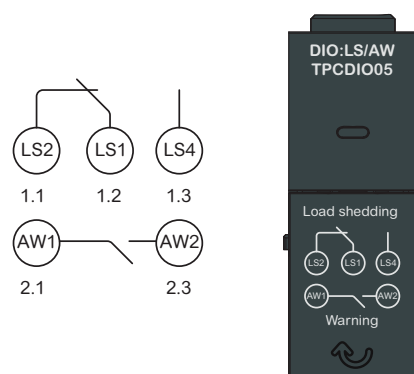 LS2 LS1 LS4
1.1 1.2 1.3
AW1 AW2
2.1 2.3
DIO:LS/AW
TPCDIO05
Load shedding
LS2 LS1 LS4
AW1 AW2
Warning